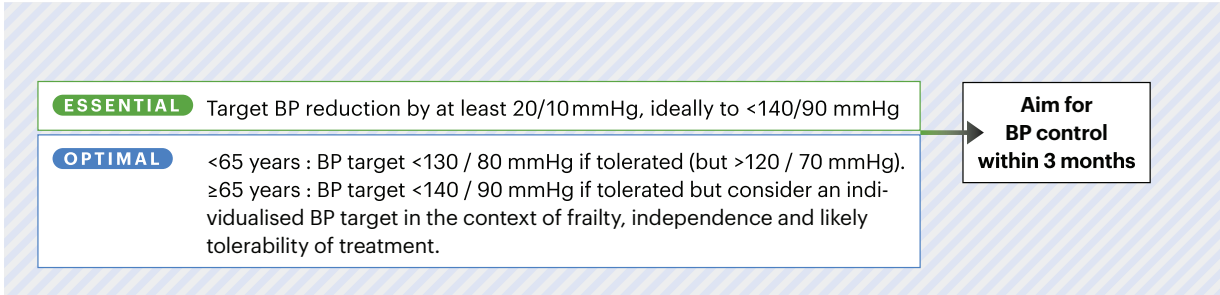 ESSENTIAL Target BP reduction by at least 20/10 mmHg, ideally to <140/90 mmHg
OPTIMAL <65 years : BP target <130 / 80 mmHg if tolerated (but >120 / 70 mmHg).
≥65 years : BP target <140 / 90 mmHg if tolerated but consider an indi-
vidualised BP target in the context of frailty, independence and likely
tolerability of treatment.
Aim for
BP control
within 3 months